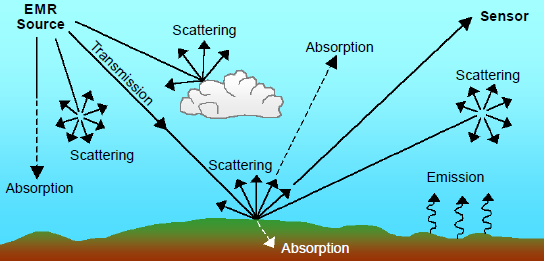 EMR
Source
Sensor
Scattering
Absorption
Transmission
Scattering
Scattering
Scattering
Absorption
Emission
Absorption